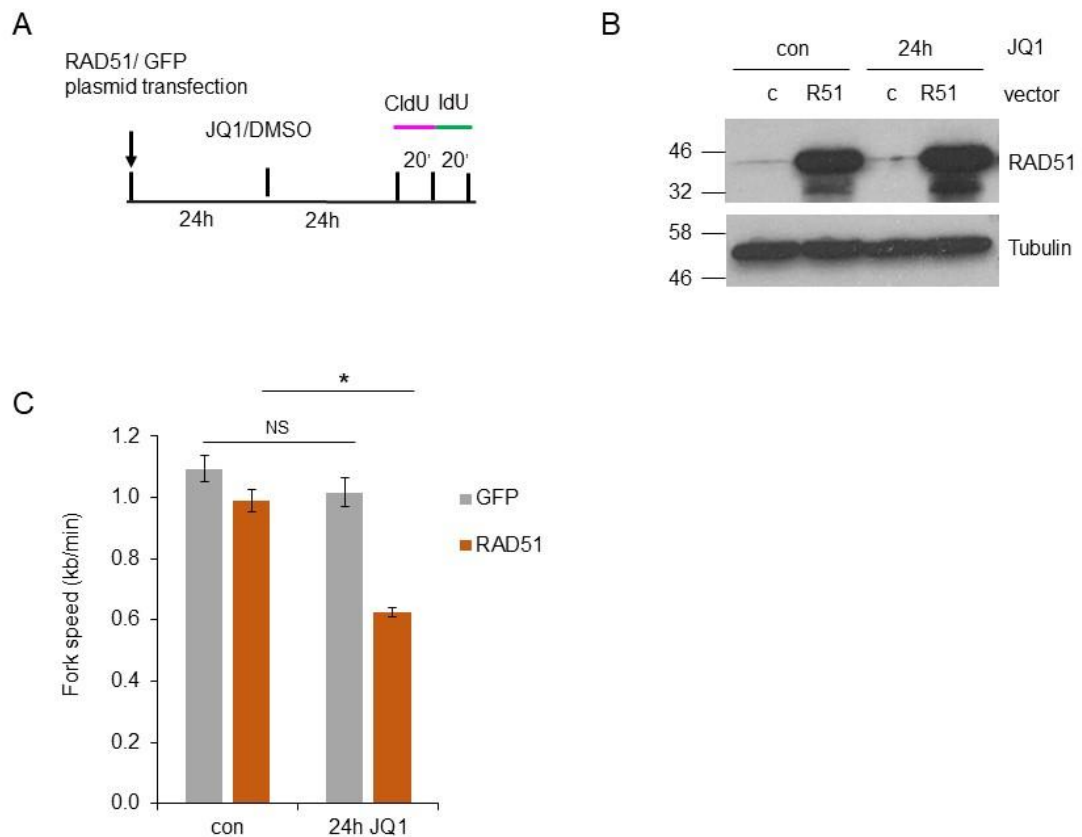 A
RAD51/ GFP
plasmid transfection
JQ1/DMSO
CldU IdU
20' 20'
24h 24h
B
con 24h JQ1
c R51 c R51 vector
46
32
RAD51
58
46
Tubulin
C
*
NS
1.2
1.0
0.8
0.6
0.4
0.2
0.0
Fork speed (kb/min)
GFP
RAD51
con 24h JQ1